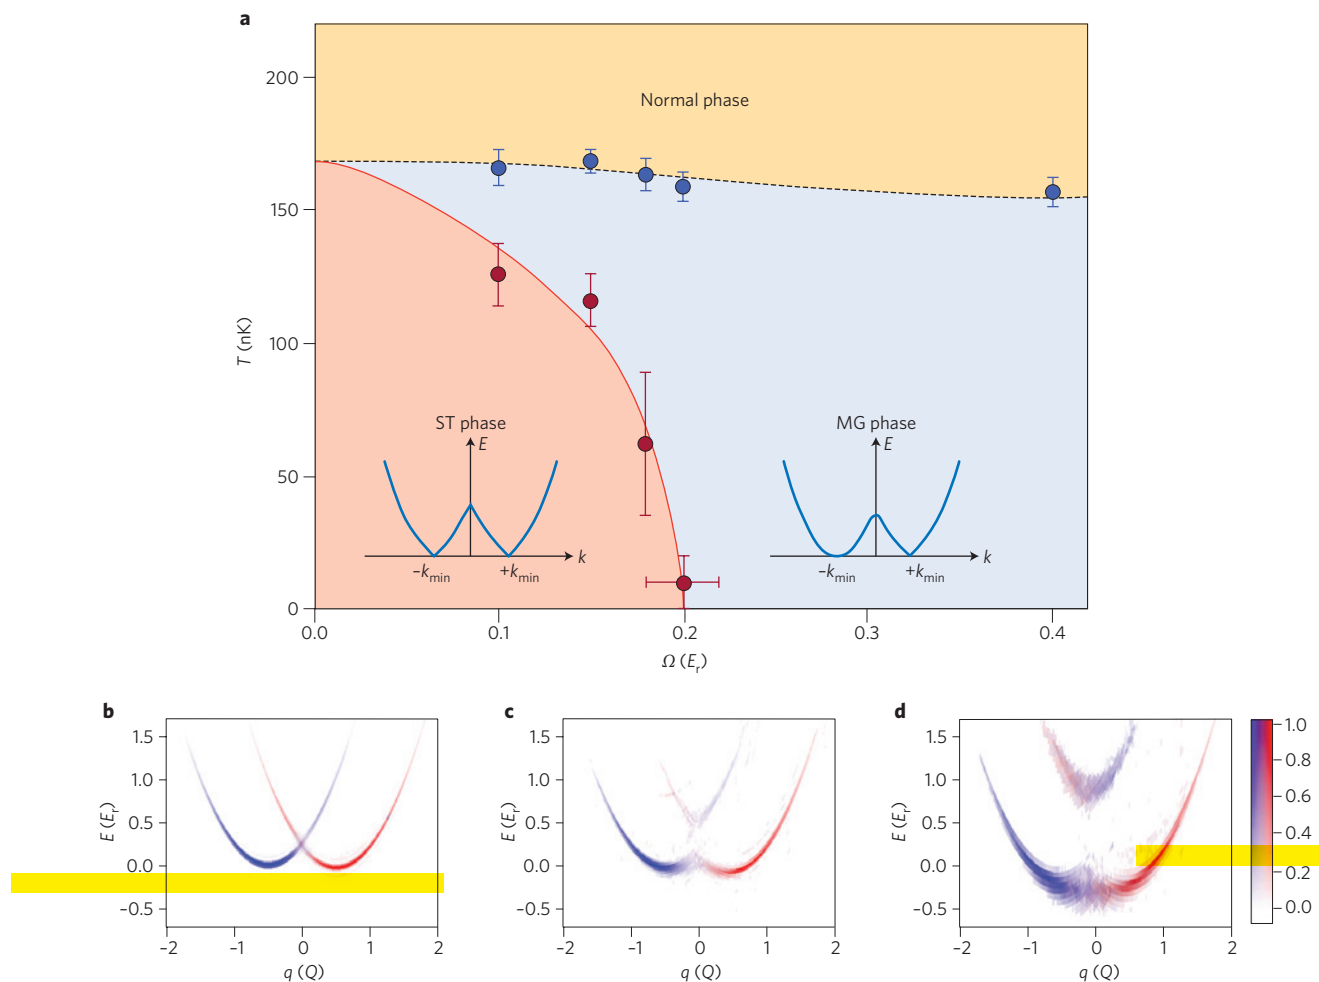 a
200
150
100
50
0
T (nK)
Normal phase
ST phase
E
k
–kmin
+kmin
MG phase
E
k
–kmin
+kmin
0.0
0.1
0.2
0.3
0.4
Ω (Er)
b
1.5
1.0
0.5
0.0
–0.5
E (Er)
–2
–1
0
1
2
q (Q)
c
1.5
1.0
0.5
0.0
–0.5
E (Er)
–2
–1
0
1
2
q (Q)
d
1.5
1.0
0.5
0.0
–0.5
E (Er)
–2
–1
0
1
2
q (Q)
1.0
0.8
0.6
0.4
0.2
0.0